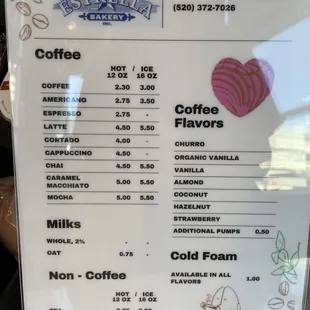 ESTRELLA
BAKERY
INC.
(520) 372-7026
Coffee
HOT / ICE
12 OZ 16 OZ
COFFEE 2.30 3.00
AMERICANO 2.75 3.50
ESPRESSO 2.75 -
LATTE 4.50 5.50
CORTADO 4.00 -
CAPPUCCINO 4.50 -
CHAI 4.50 5.50
CARAMEL
MACCHIATO 5.00 5.50
MOCHA 5.00 5.50
Milks
WHOLE, 2% - -
OAT 0.75 -
Non - Coffee
HOT / ICE
12 OZ 16 OZ
Coffee
Flavors
CHURRO
ORGANIC VANILLA
VANILLA
ALMOND
COCONUT
HAZELNUT
STRAWBERRY
ADDITIONAL PUMPS 0.50
Cold Foam
AVAILABLE IN ALL
FLAVORS 1.00